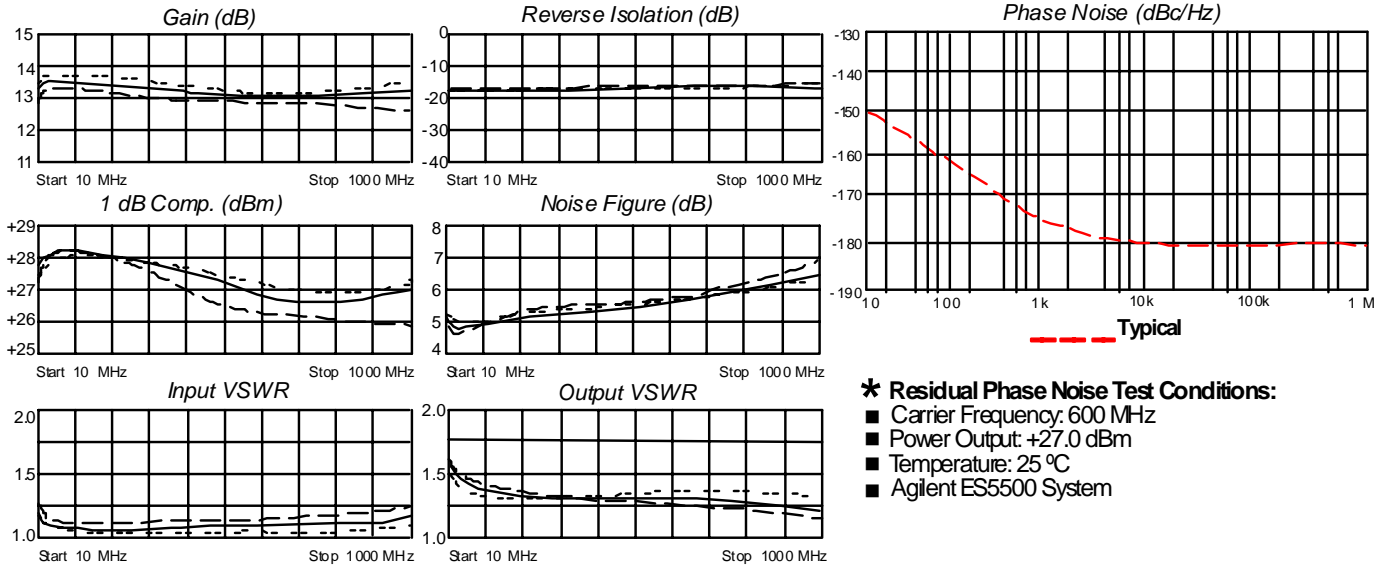 Gain (dB)
15
14
13
12
11
Start 10 MHz
Stop 1000 MHz
Reverse Isolation (dB)
0
-10
-20
-30
-40
Start 10 MHz
Stop 1000 MHz
Phase Noise (dBc/Hz)
-130
-140
-150
-160
-170
-180
-190
10
100
1k
10k
100k
1 M
Typical
1 dB Comp. (dBm)
+29
+28
+27
+26
+25
Start 10 MHz
Stop 1000 MHz
Noise Figure (dB)
8
7
6
5
4
Start 10 MHz
Stop 1000 MHz
Input VSWR
2.0
1.5
1.0
Start 10 MHz
Stop 1000 MHz
Output VSWR
2.0
1.5
1.0
Start 10 MHz
Stop 1000 MHz
* Residual Phase Noise Test Conditions:
■ Carrier Frequency: 600 MHz
■ Power Output: +27.0 dBm
■ Temperature: 25 ºC
■ Agilent ES5500 System